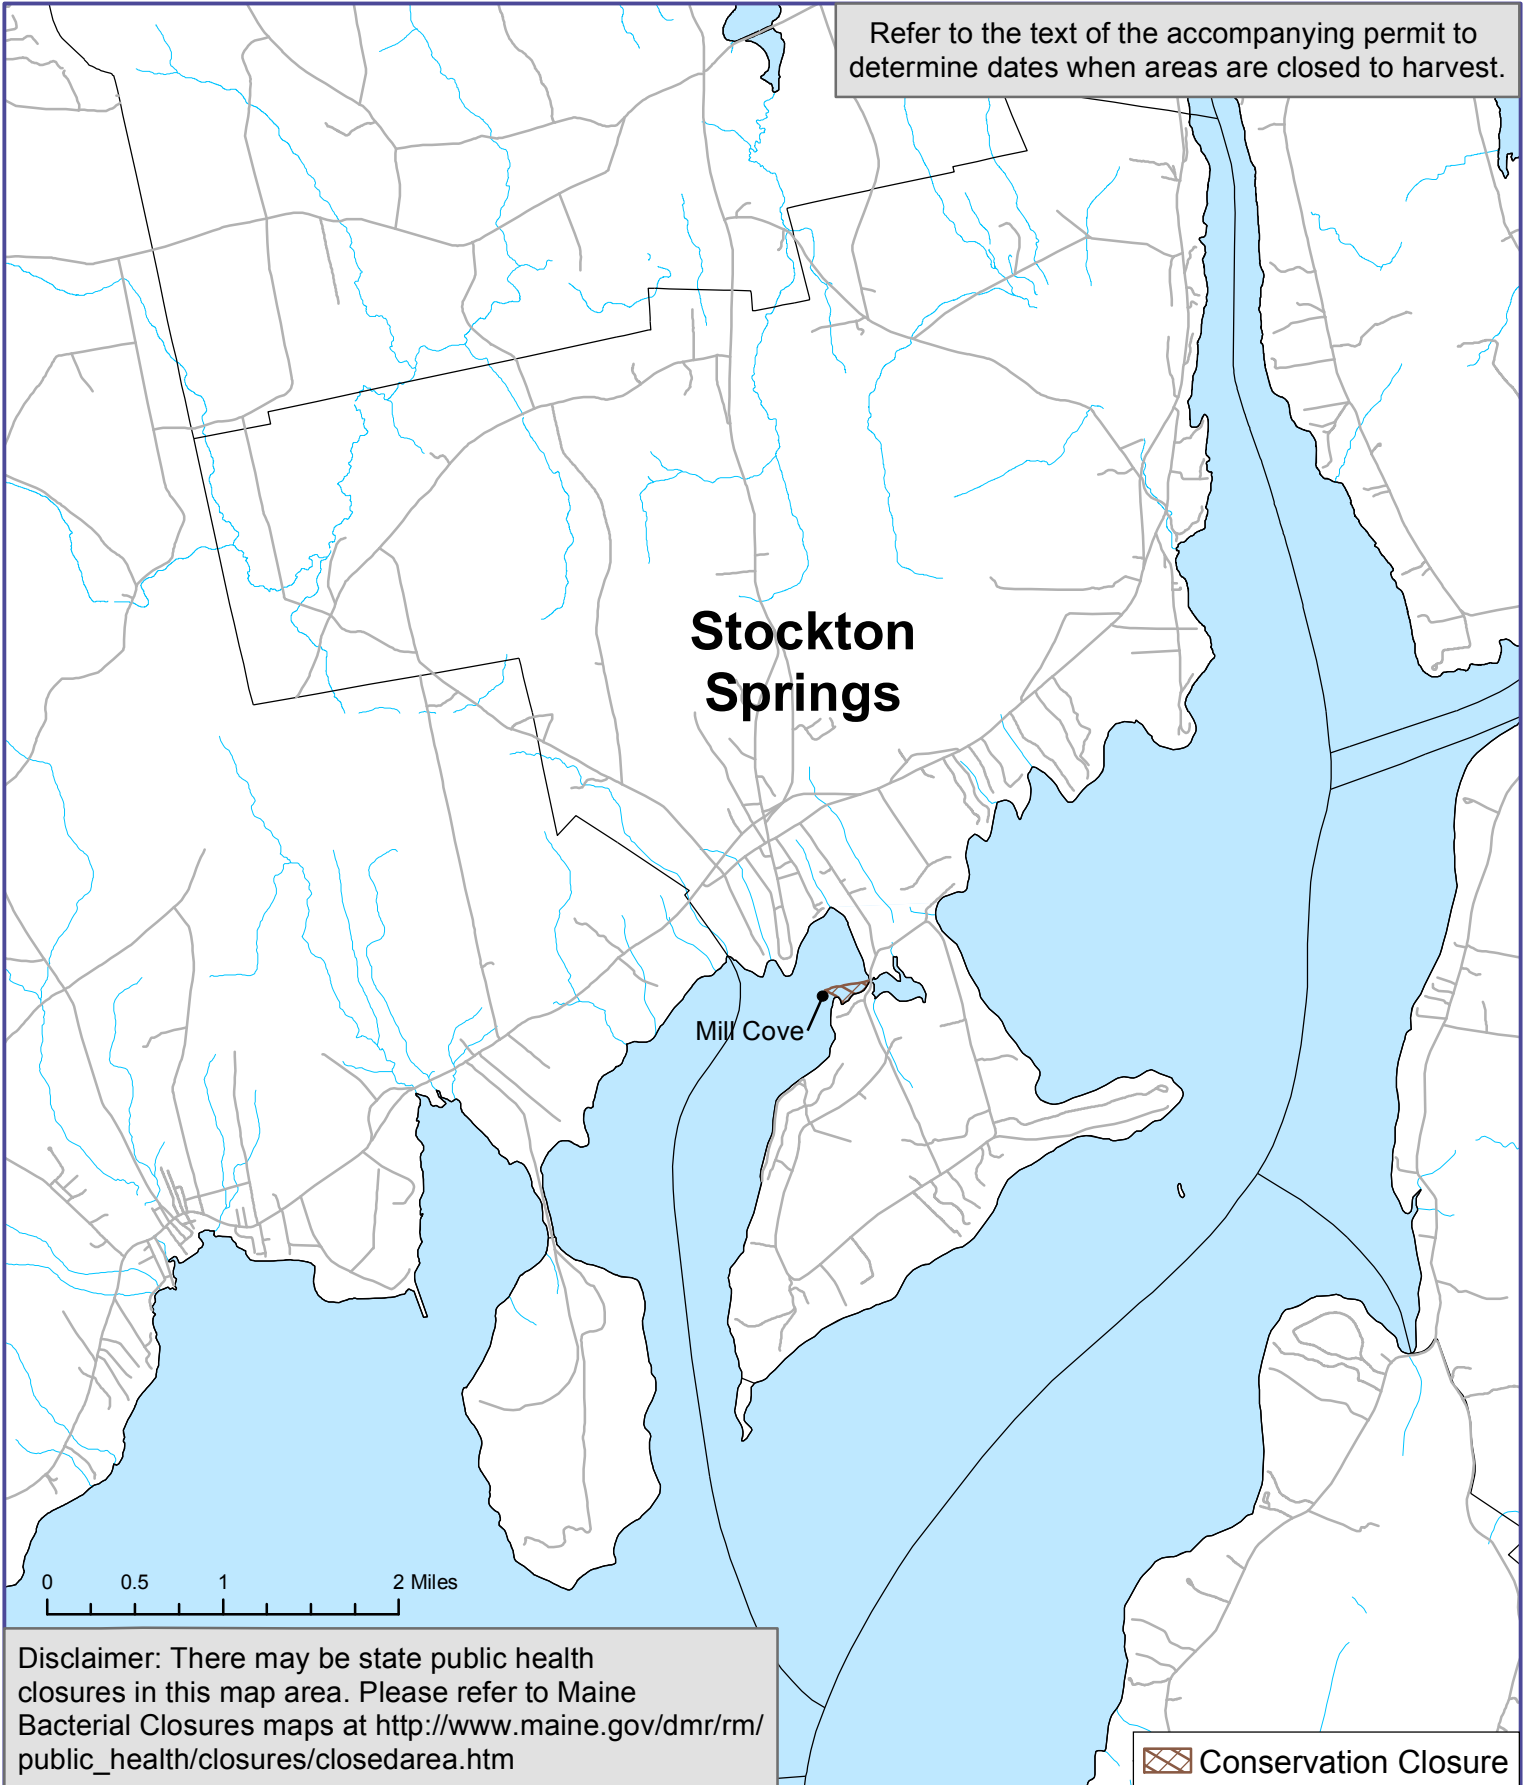 Refer to the text of the accompanying permit to
determine dates when areas are closed to harvest.
Stockton
Springs
Mill Cove
0 0.5 1 2 Miles
Disclaimer: There may be state public health
closures in this map area. Please refer to Maine
Bacterial Closures maps at http://www.maine.gov/dmr/rm/
public_health/closures/closedarea.htm
Conservation Closure